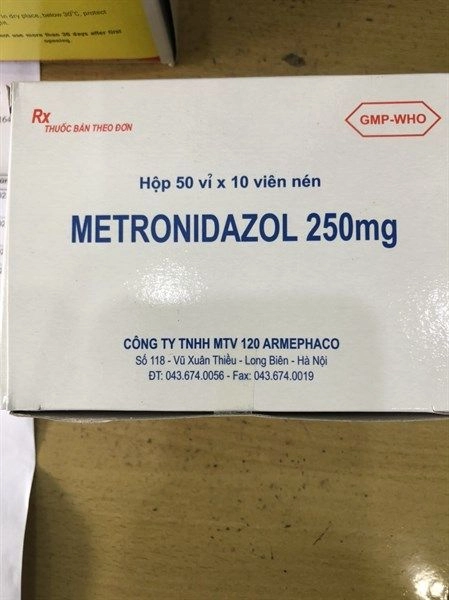 in dry place, below 30°C, protect
not use more than 30 days after first
opening.
Rx
THUỐC BÁN THEO ĐƠN
GMP-WHO
Hộp 50 vỉ x 10 viên nén
METRONIDAZOL 250mg
CÔNG TY TNHH MTV 120 ARMEPHACO
Số 118 - Vũ Xuân Thiều - Long Biên - Hà Nội
ĐT: 043.674.0056 - Fax: 043.674.0019